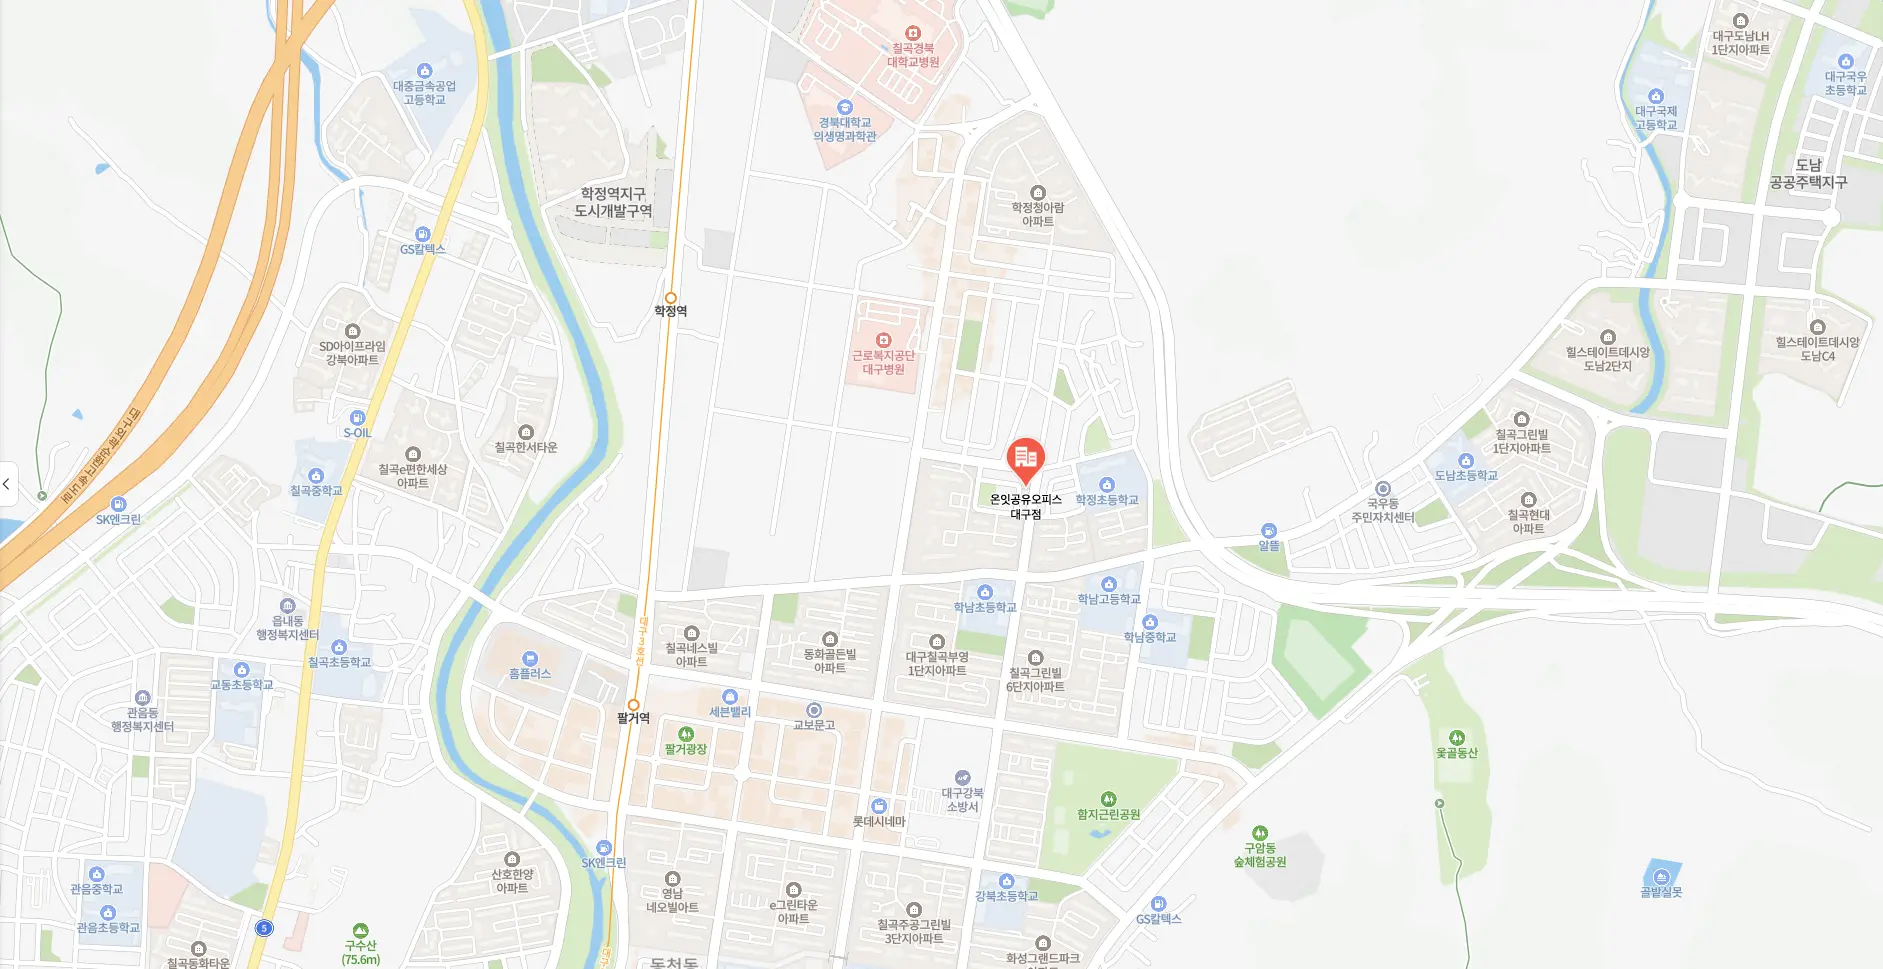 칠곡경북
대학교병원
대구도남LH
1단지아파트
대중금속공업
고등학교
대구국우
초등학교
경북대학교
의생명과학관
대구국제
고등학교
도남
공공주택지구
학정역지구
도시개발구역
학정청아람
아파트
GS칼텍스
학정역
SD아이프라임
강북아파트
근로복지공단
대구병원
힐스테이트데시앙
도남2단지
힐스테이트데시앙
도남C4
대구외곽순환고속도로
S-OIL
칠곡한서타운
칠곡그린빌
1단지아파트
칠곡e편한세상
아파트
칠곡중학교
도남초등학교
온잇공유오피스
대구점
학정초등학교
국우동
주민자치센터
칠곡현대
아파트
SK엔크린
알뜰
학남초등학교
학남고등학교
읍내동
행정복지센터
대구3호선
학남중학교
칠곡초등학교
칠곡네스빌
아파트
동화골든빌
아파트
대구칠곡부영
1단지아파트
칠곡그린빌
6단지아파트
홈플러스
교동초등학교
관음동
행정복지센터
팔거역
세븐밸리
교보문고
팔거광장
옻골동산
대구강북
소방서
함지근린공원
롯데시네마
구암동
숲체험공원
SK엔크린
산호한양
아파트
영남
네오빌아트
e그린타운
아파트
강북초등학교
골밭실못
관음중학교
GS칼텍스
관음초등학교
칠곡주공그린빌
3단지아파트
5
구수산
(75.6m)
칠곡동화타운
화성그랜드파크
아파트
동천동
대구